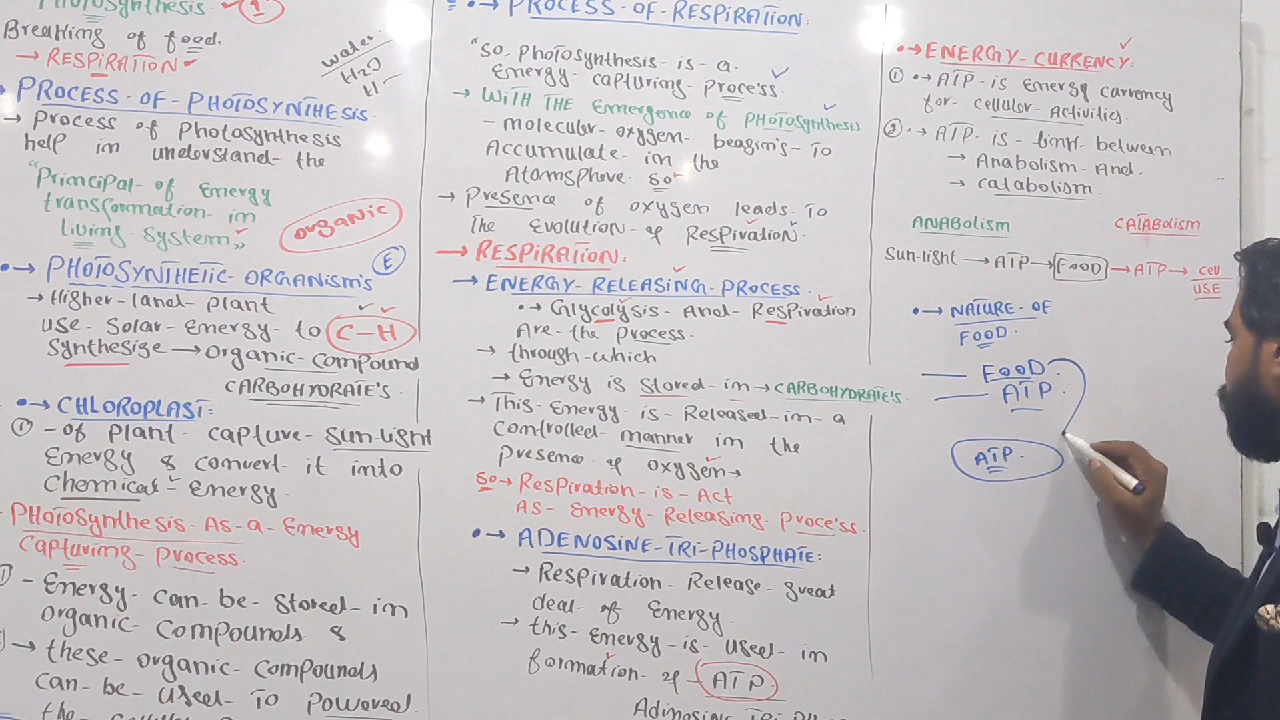 Photosynthesis.
Breathing of food.
→ RESPIRATION
water
H2O
H
PROCESS-OF-PHOTOSYNTHESIS
→ Process of Photosynthesis
help in understand- the
"Principal- of Energy
transformation- in
Living- System"
organic
• → PHOTOSYNTHETIC-ORGANISM'S
E
→ Higher-land- plant
use- Solar-Energy- to C-H
Synthesize → organic-compound
CARBOHYDRATE'S.
• → CHLOROPLAST:
① - of plant- capture- sun-light
Energy & convert- it into
Chemical- Energy.
PHotosynthesis-As-a-Energy
capturing-Process.
① - Energy- can- be- stored- in
organic-compounds &
→ these-organic-compounds
can- be- used- To Powered
the
• → PROCESS-OF-RESPIRATION:
"So, Photosynthesis-is-a-
Energy-capturing-process.
→ WITH THE Emergence of PHOTOSYNTHESIS
- molecular-oxygen- beagin's- To
Accumulate- in the
Atomsphere. so
→ Presence of oxygen leads- To
The Evolution- of Respiration.
→ RESPIRATION:
→ ENERGY-RELEASING-PROCESS.
• → Glycolysis- And- Respiration
Are-the Process.
→ through-which
→ Energy is stored-in → CARBOHYDRATE'S.
→ This-Energy-is-Released-in-a
controlled- manner in the
presence of oxygen →
so → Respiration-is-Act
AS- Energy-Releasing-Process.
• → ADENOSINE-TRI-PHOSPHATE:
→ Respiration- Release- great
deal- of Energy.
→ this-Energy-is-used-in
formation- of- ATP
Adinosine
• → ENERGY-CURRENCY:
① • → ATP-is Energy currency
for- cellular-Activities.
② • → ATP-is-link-between
→ Anabolism-And.
→ catabolism.
ANABolism
CATABolism
Sun-light → ATP → FOOD → ATP → cell
USE
• → NATURE-OF
FOOD.
FOOD.
ATP.
ATP.